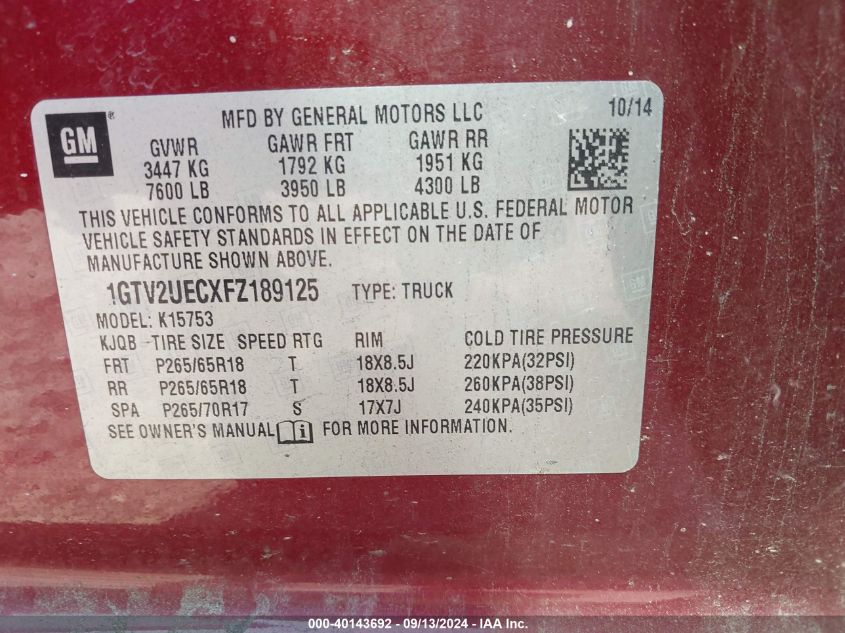 GM®
MFD BY GENERAL MOTORS LLC 10/14
GVWR GAWR FRT GAWR RR
3447 KG 1792 KG 1951 KG
7600 LB 3950 LB 4300 LB
THIS VEHICLE CONFORMS TO ALL APPLICABLE U.S. FEDERAL MOTOR
VEHICLE SAFETY STANDARDS IN EFFECT ON THE DATE OF
MANUFACTURE SHOWN ABOVE.
1GTV2UECXFZ189125 TYPE: TRUCK
MODEL: K15753
KJQB TIRE SIZE SPEED RTG RIM COLD TIRE PRESSURE
FRT P265/65R18 T 18X8.5J 220KPA(32PSI)
RR P265/65R18 T 18X8.5J 260KPA(38PSI)
SPA P265/70R17 S 17X7J 240KPA(35PSI)
SEE OWNER'S MANUAL i FOR MORE INFORMATION.
000-40143692 - 09/13/2024 - IAA Inc.